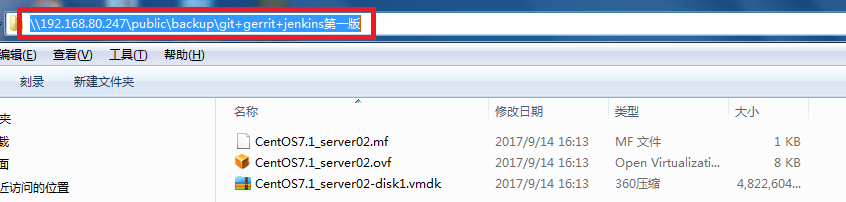 \\192.168.80.247\public\backup\git+gerrit+jenkins第一版
编辑(E) 查看(V) 工具(T) 帮助(H)
刻录 新建文件夹
名称 修改日期 类型 大小
CentOS7.1_server02.mf 2017/9/14 16:13 MF 文件 1 KB
CentOS7.1_server02.ovf 2017/9/14 16:13 Open Virtualizati... 8 KB
CentOS7.1_server02-disk1.vmdk 2017/9/14 16:13 360压缩 4,822,604...
夹
载
面
近访问的位置